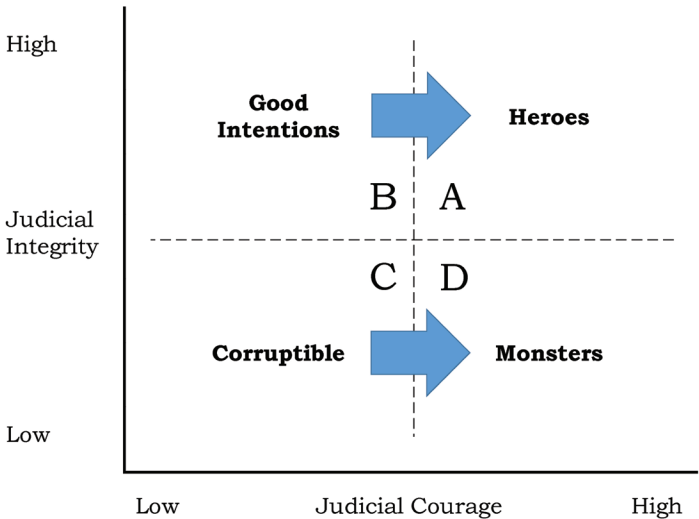 High
Good
Intentions
Heroes
B
A
Judicial
Integrity
C
D
Corruptible
Monsters
Low
Low
Judicial Courage
High